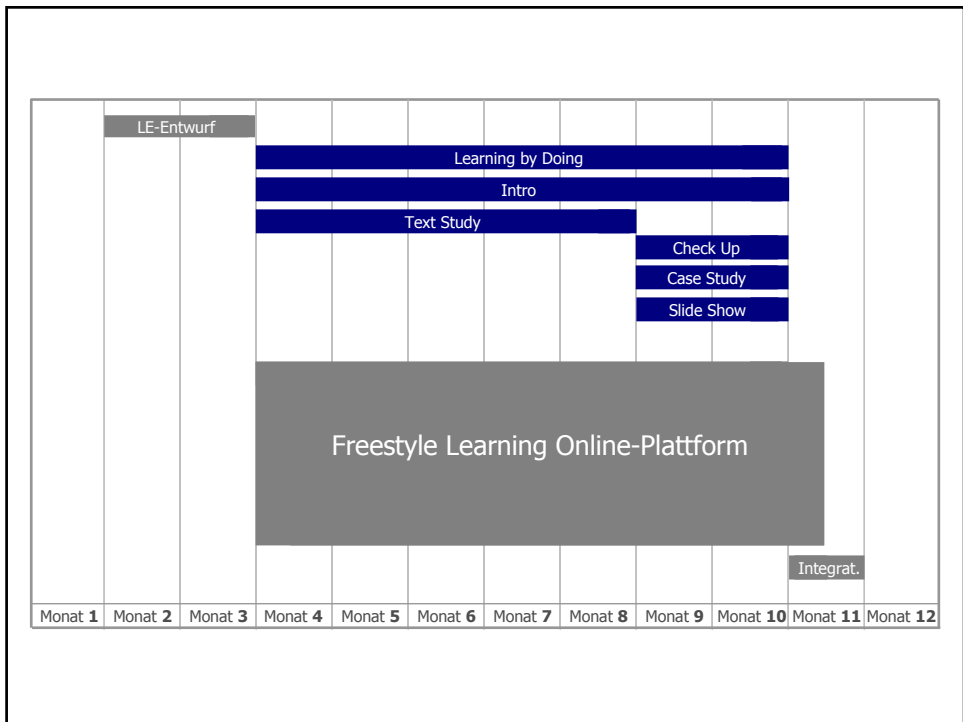 LE-Entwurf
Learning by Doing
Intro
Text Study
Check Up
Case Study
Slide Show
Freestyle Learning Online-Plattform
Integrat.
Monat 1 Monat 2 Monat 3 Monat 4 Monat 5 Monat 6 Monat 7 Monat 8 Monat 9 Monat 10 Monat 11 Monat 12